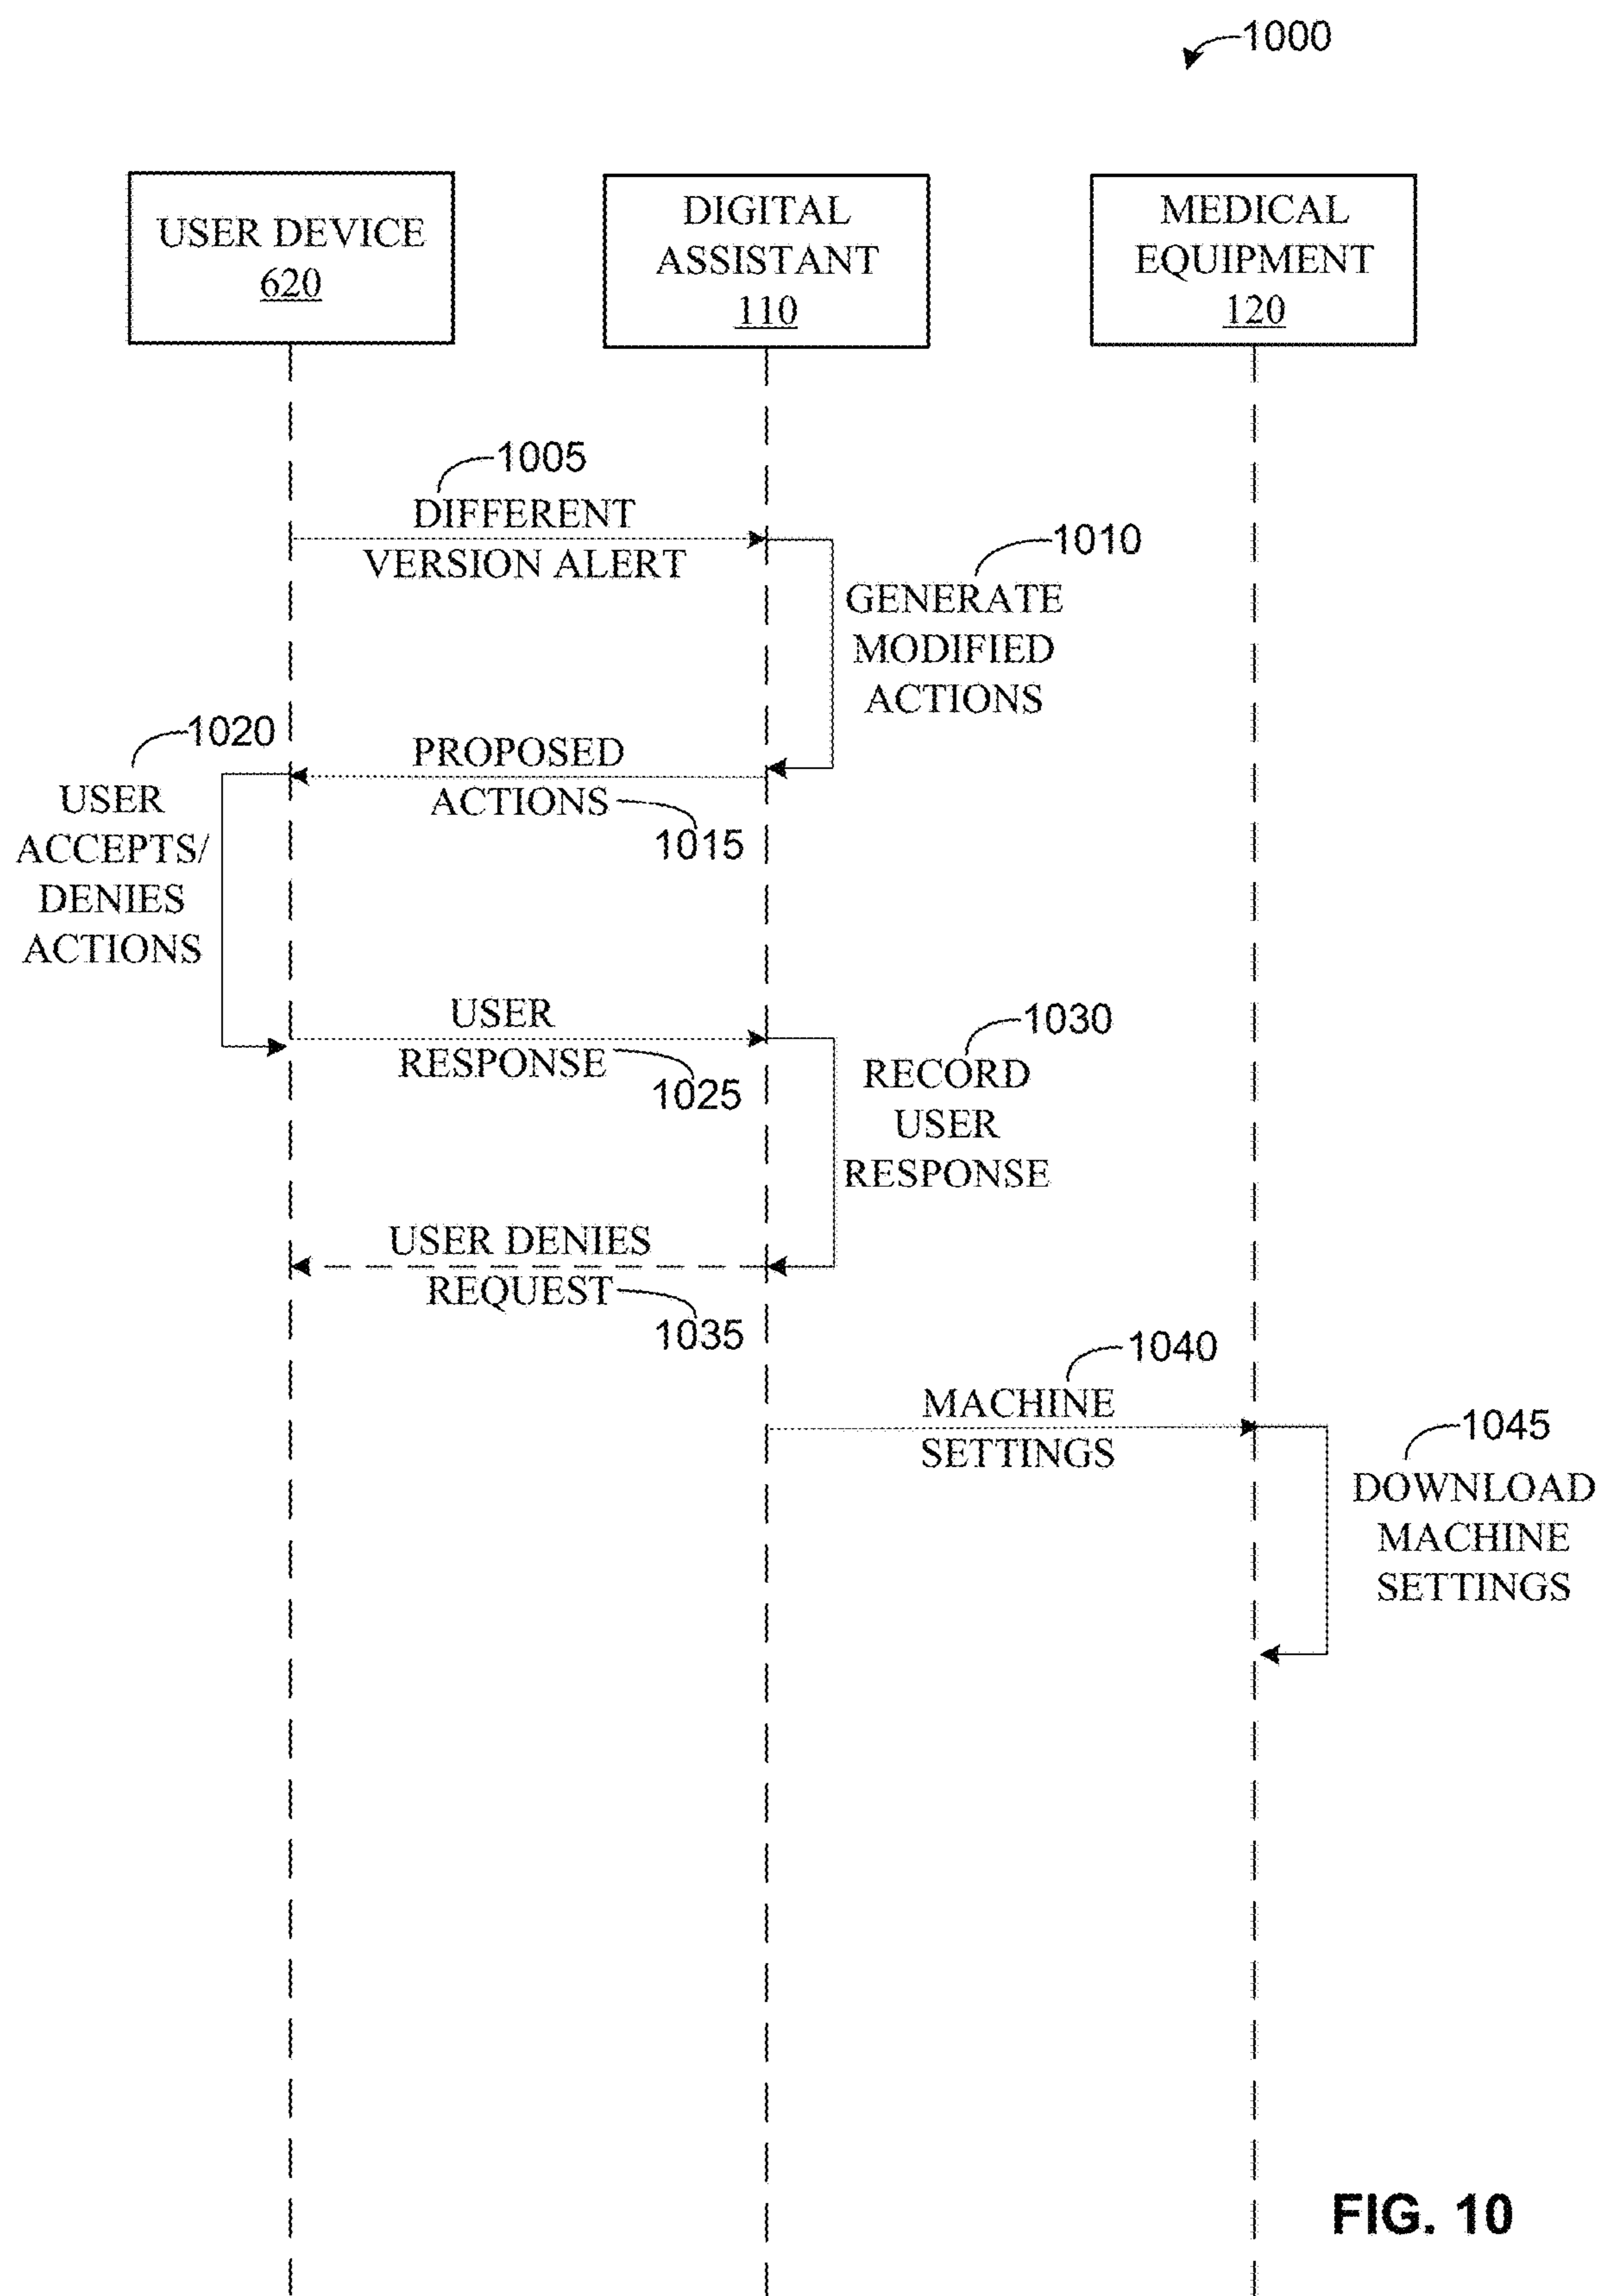 1000
USER DEVICE
620
DIGITAL
ASSISTANT
110
MEDICAL
EQUIPMENT
120
1005
DIFFERENT
VERSION ALERT
1010
GENERATE
MODIFIED
ACTIONS
PROPOSED
ACTIONS
1015
1020
USER
ACCEPTS/
DENIES
ACTIONS
USER
RESPONSE
1025
1030
RECORD
USER
RESPONSE
USER DENIES
REQUEST
1035
1040
MACHINE
SETTINGS
1045
DOWNLOAD
MACHINE
SETTINGS
FIG. 10